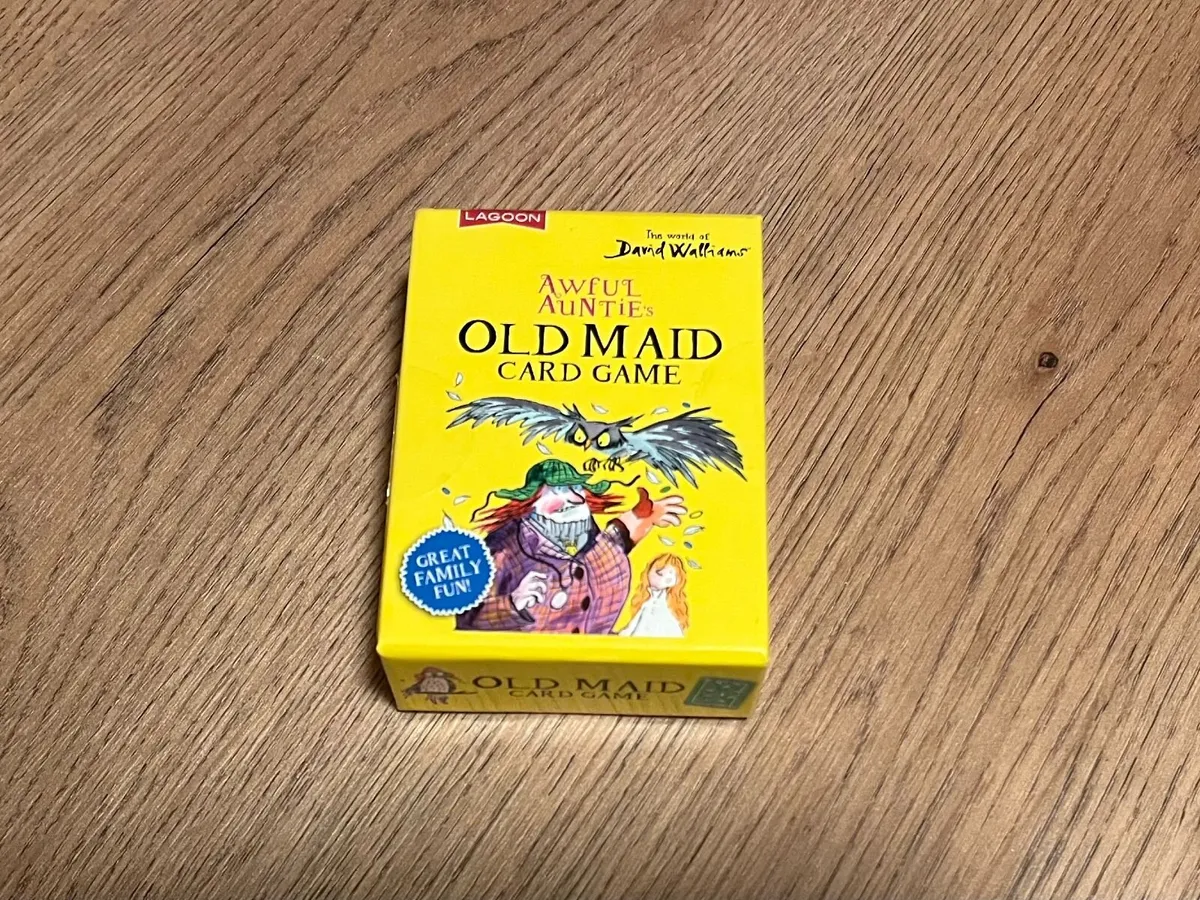 LAGOON
The world of
David Walliams
AWFUL
AUNTIE's
OLD MAID
CARD GAME
GREAT
FAMILY
FUN!
OLD MAID
CARD GAME